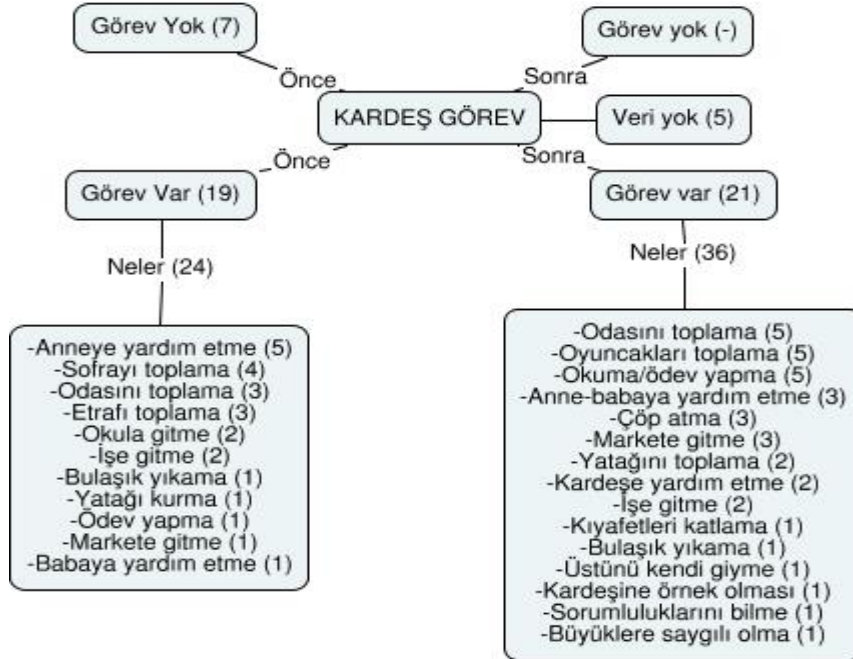 Görev Yok (7)
Görev yok (-)
Önce
Sonra
KARDEŞ GÖREV
Veri yok (5)
Önce
Sonra
Görev Var (19)
Görev var (21)
Neler (24)
Neler (36)
-Anneye yardım etme (5)
-Sofrayı toplama (4)
-Odasını toplama (3)
-Etrafı toplama (3)
-Okula gitme (2)
-İşe gitme (2)
-Bulaşık yıkama (1)
-Yatağı kurma (1)
-Ödev yapma (1)
-Markete gitme (1)
-Babaya yardım etme (1)
-Odasını toplama (5)
-Oyuncakları toplama (5)
-Okuma/ödev yapma (5)
-Anne-babaya yardım etme (3)
-Çöp atma (3)
-Markete gitme (3)
-Yatağını toplama (2)
-Kardeşe yardım etme (2)
-İşe gitme (2)
-Kıyafetleri katlama (1)
-Bulaşık yıkama (1)
-Üstünü kendi giyme (1)
-Kardeşine örnek olması (1)
-Sorumluluklarını bilme (1)
-Büyüklere saygılı olma (1)